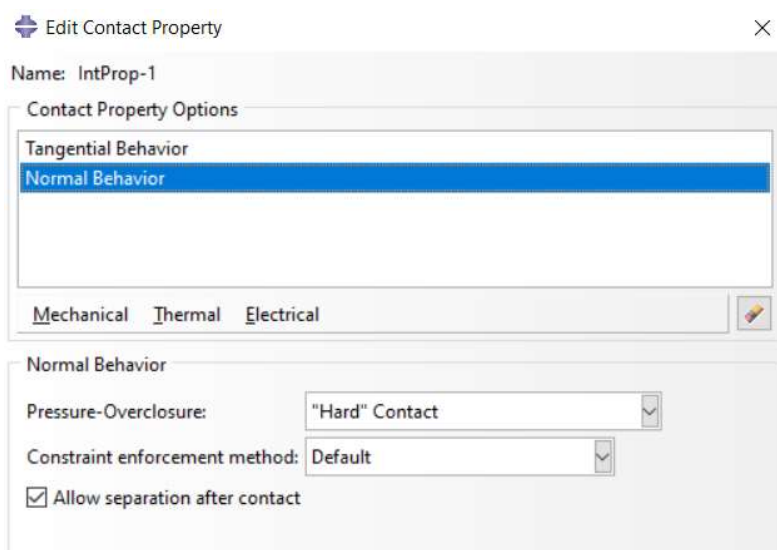 Edit Contact Property
Name: IntProp-1
Contact Property Options
Tangential Behavior
Normal Behavior
Mechanical Thermal Electrical
Normal Behavior
Pressure-Overclosure: "Hard" Contact
Constraint enforcement method: Default
Allow separation after contact